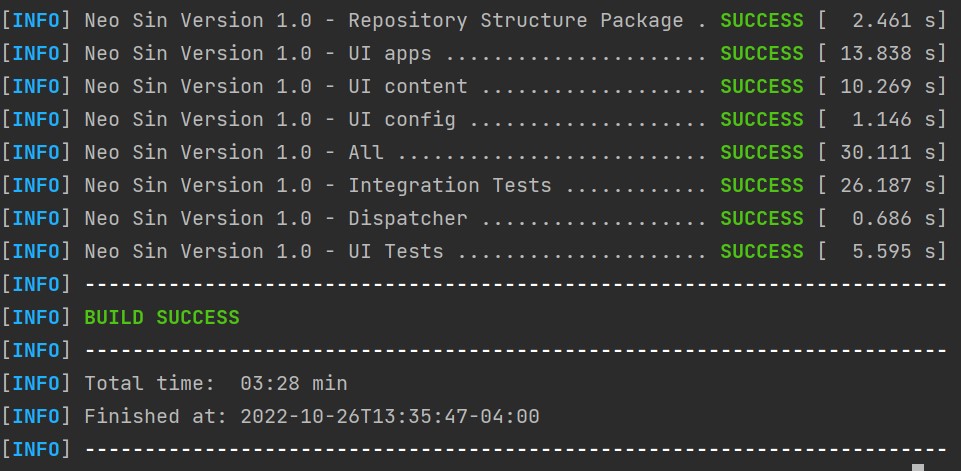 [INFO] Neo Sin Version 1.0 - Repository Structure Package . SUCCESS [  2.461 s]
[INFO] Neo Sin Version 1.0 - UI apps ...................... SUCCESS [ 13.838 s]
[INFO] Neo Sin Version 1.0 - UI content ................... SUCCESS [ 10.269 s]
[INFO] Neo Sin Version 1.0 - UI config .................... SUCCESS [  1.146 s]
[INFO] Neo Sin Version 1.0 - All .......................... SUCCESS [ 30.111 s]
[INFO] Neo Sin Version 1.0 - Integration Tests ............ SUCCESS [ 26.187 s]
[INFO] Neo Sin Version 1.0 - Dispatcher ................... SUCCESS [  0.686 s]
[INFO] Neo Sin Version 1.0 - UI Tests ..................... SUCCESS [  5.595 s]
[INFO] ------------------------------------------------------------------------
[INFO] BUILD SUCCESS
[INFO] ------------------------------------------------------------------------
[INFO] Total time:  03:28 min
[INFO] Finished at: 2022-10-26T13:35:47-04:00
[INFO] ------------------------------------------------------------------------